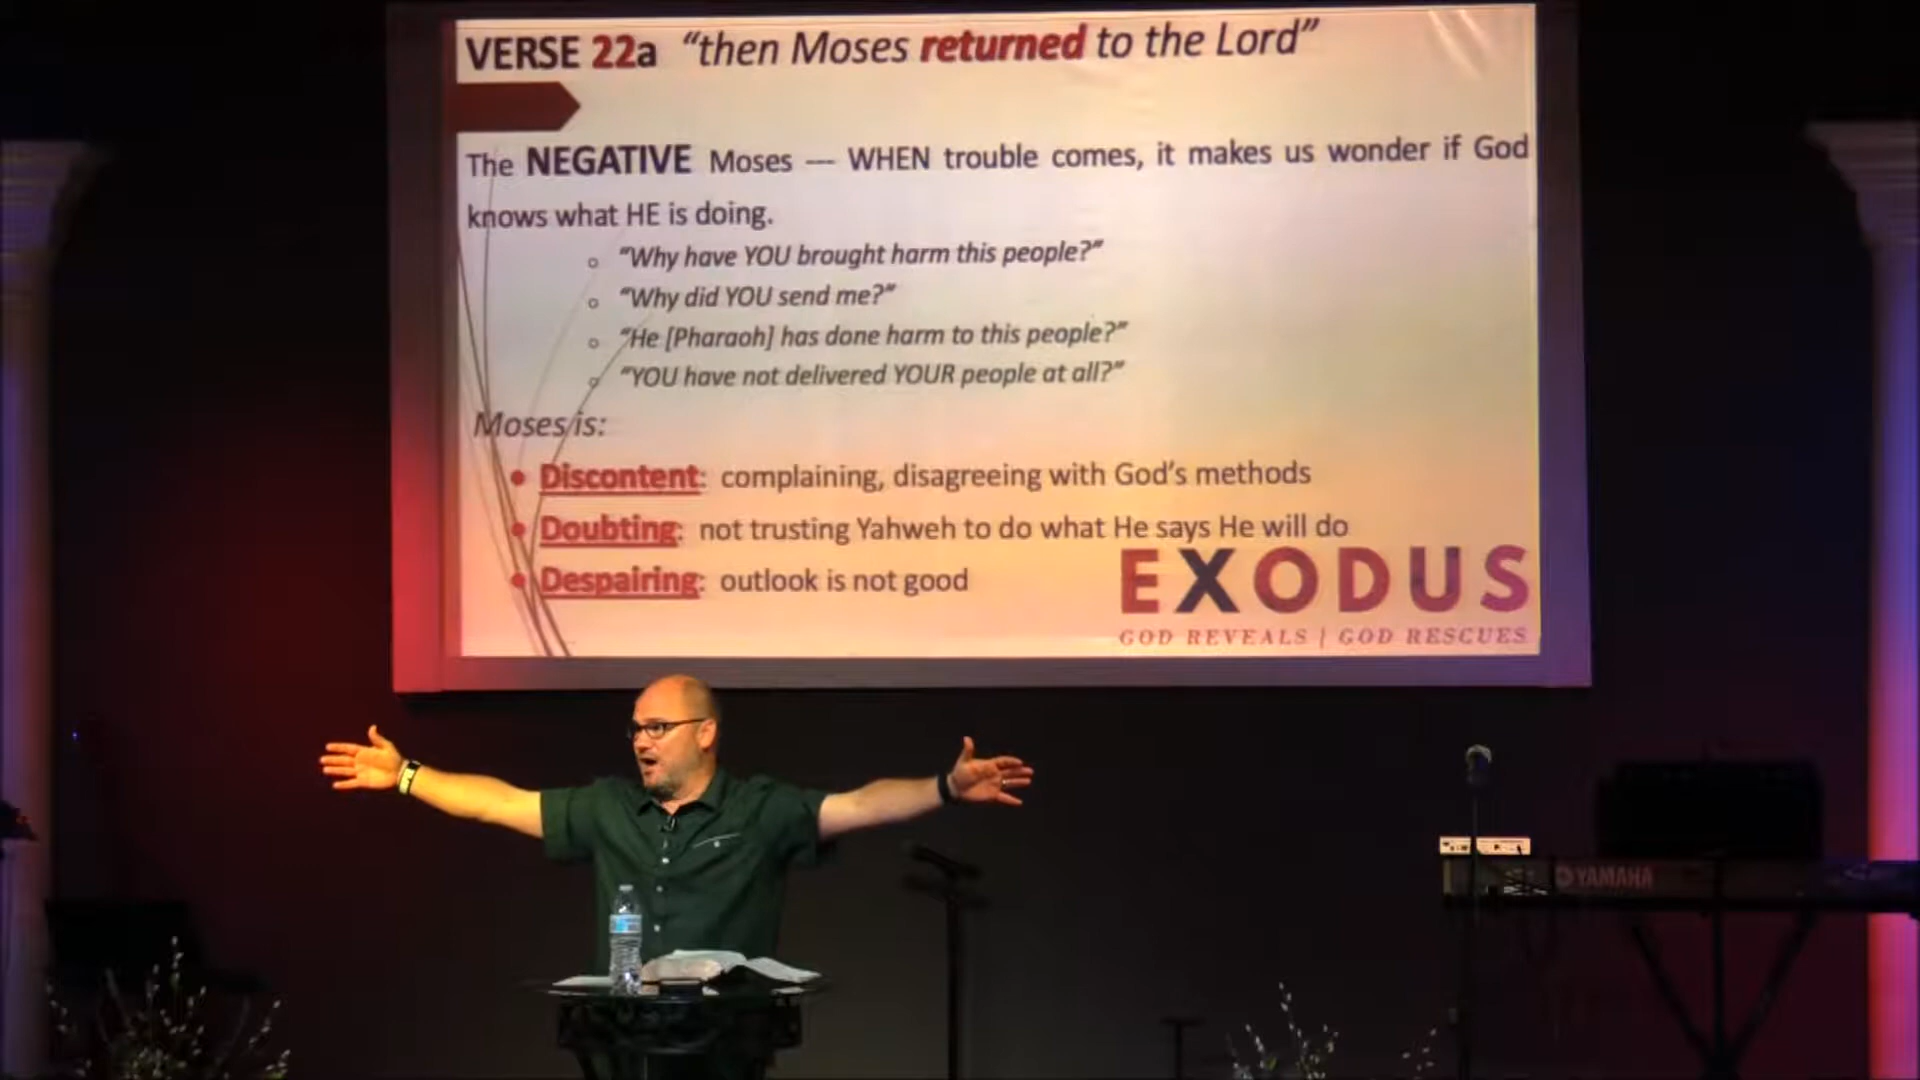 VERSE 22a “then Moses returned to the Lord”
The NEGATIVE Moses — WHEN trouble comes, it makes us wonder if God
knows what HE is doing.
“Why have YOU brought harm this people?”
“Why did YOU send me?”
“He [Pharaoh] has done harm to this people?”
“YOU have not delivered YOUR people at all?”
Moses is:
Discontent: complaining, disagreeing with God’s methods
Doubting: not trusting Yahweh to do what He says He will do
Despairing: outlook is not good
EXODUS
GOD REVEALS | GOD RESCUES
YAMAHA